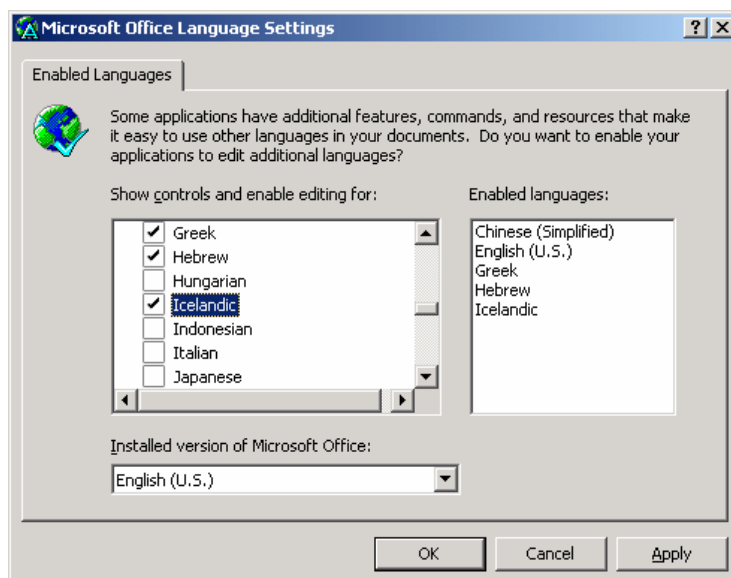 Microsoft Office Language Settings
Enabled Languages
Some applications have additional features, commands, and resources that make
it easy to use other languages in your documents. Do you want to enable your
applications to edit additional languages?
Show controls and enable editing for:
Greek
Hebrew
Hungarian
Icelandic
Indonesian
Italian
Japanese
Enabled languages:
Chinese (Simplified)
English (U.S.)
Greek
Hebrew
Icelandic
Installed version of Microsoft Office:
English (U.S.)
OK
Cancel
Apply